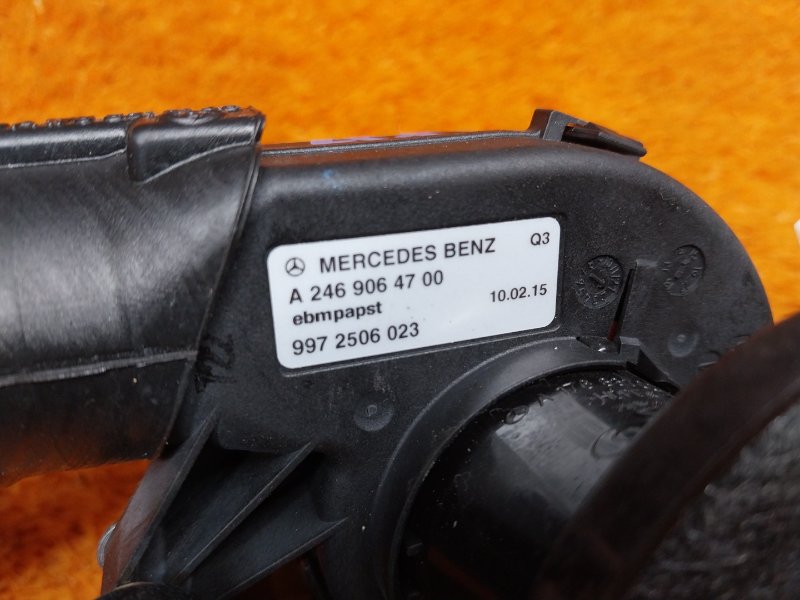 MERCEDES BENZ Q3
A 246 906 47 00
ebmpapst 10.02.15
997 2506 023